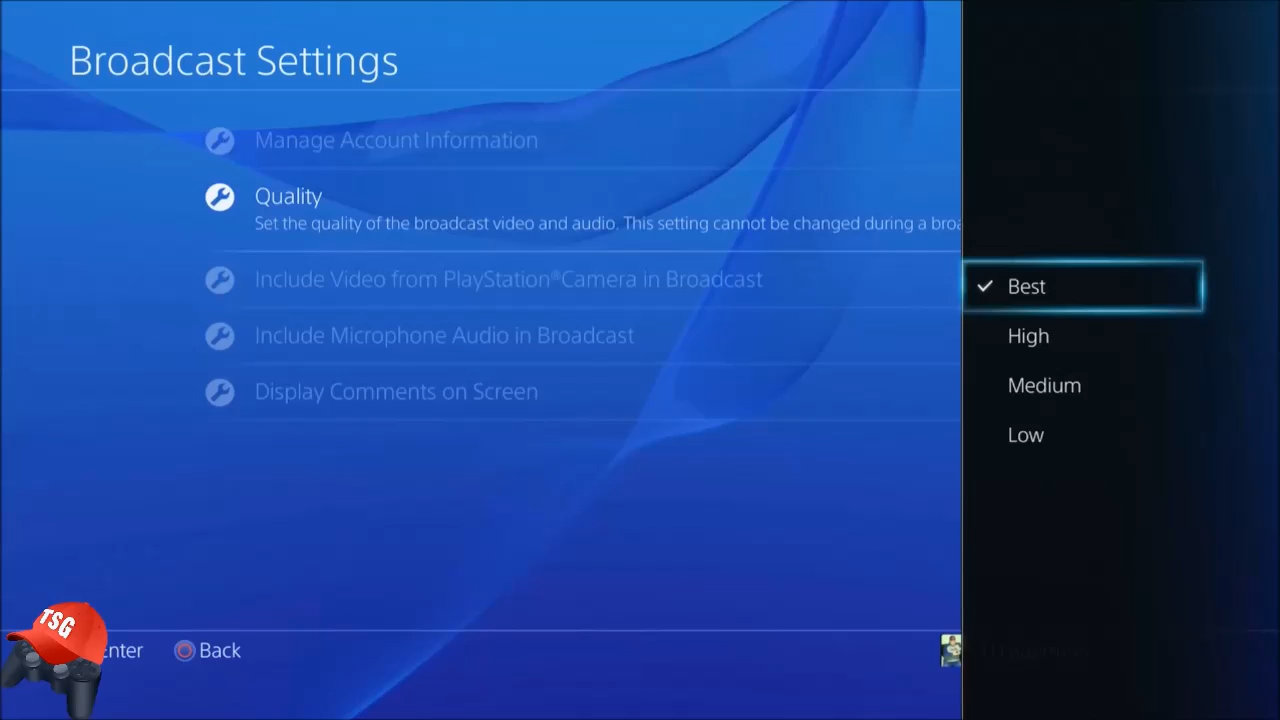 Broadcast Settings
Manage Account Information
Quality
Set the quality of the broadcast video and audio. This setting cannot be changed during a
Include Video from PlayStation®Camera in Broadcast
Include Microphone Audio in Broadcast
Display Comments on Screen
Best
High
Medium
Low
TSG
Enter
Back